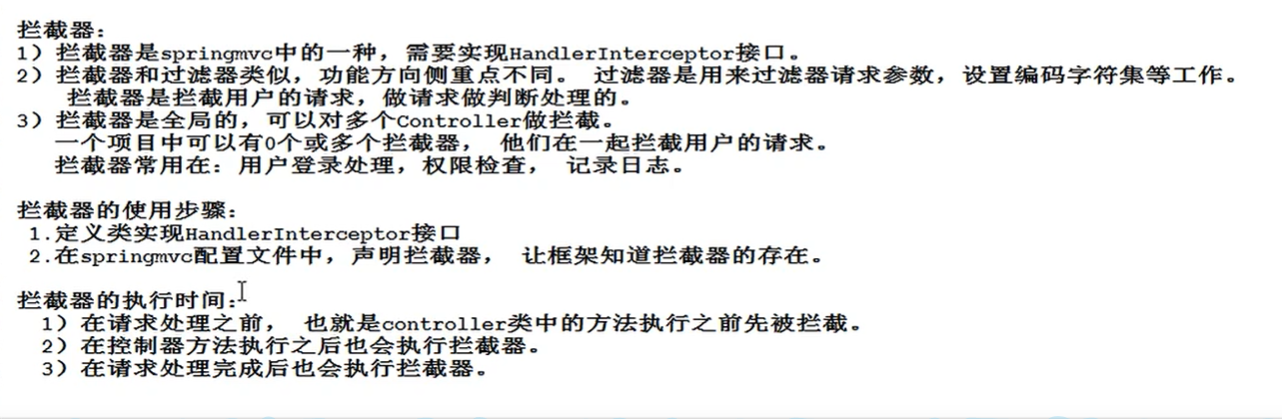 拦截器：
1）拦截器是springmvc中的一种，需要实现HandlerInterceptor接口。
2）拦截器和过滤器类似，功能方向侧重点不同。 过滤器是用来过滤器请求参数，设置编码字符集等工作。
拦截器是拦截用户的请求，做请求做判断处理的。
3）拦截器是全局的，可以对多个Controller做拦截。
一个项目中可以有0个或多个拦截器， 他们在一起拦截用户的请求。
拦截器常用在：用户登录处理，权限检查， 记录日志。
拦截器的使用步骤：
1.定义类实现HandlerInterceptor接口
2.在springmvc配置文件中，声明拦截器， 让框架知道拦截器的存在。
拦截器的执行时间：
1）在请求处理之前， 也就是controller类中的方法执行之前先被拦截。
2）在控制器方法执行之后也会执行拦截器。
3）在请求处理完成后也会执行拦截器。